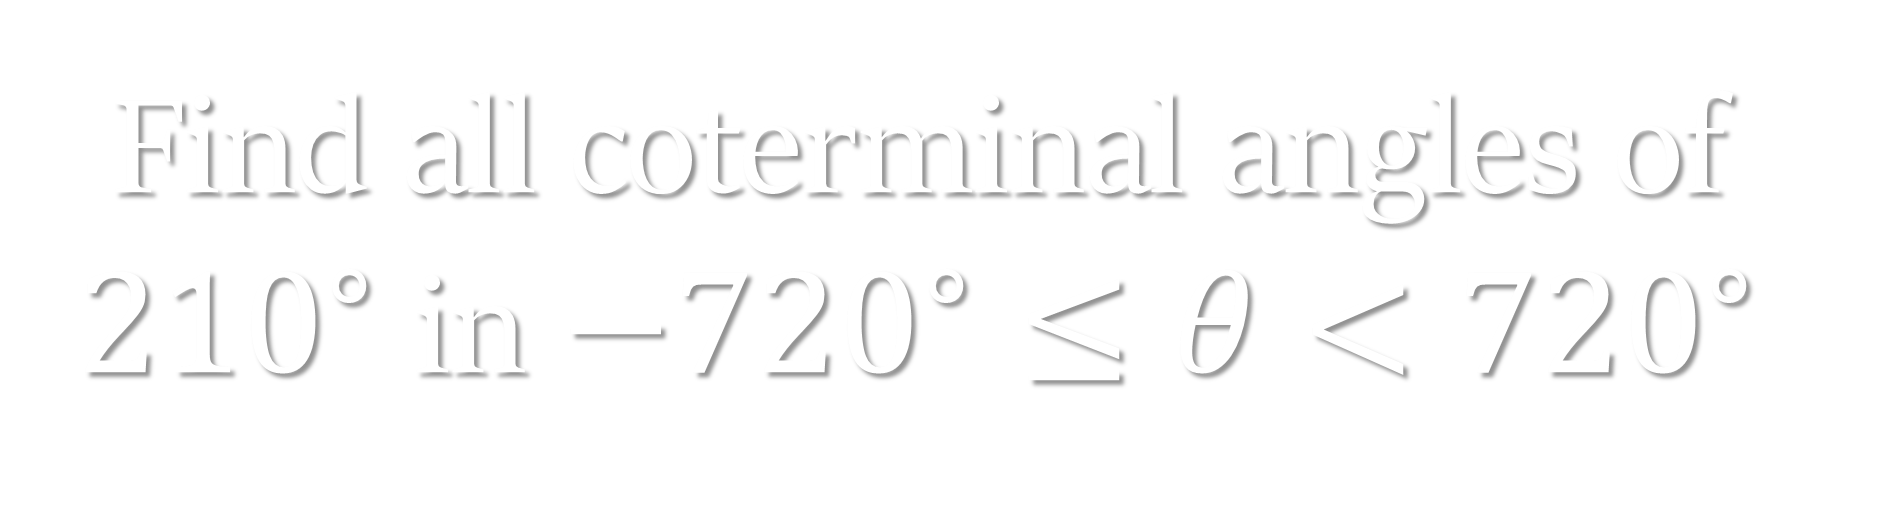 Find all coterminal angles of
210° in −720° ≤ θ < 720°